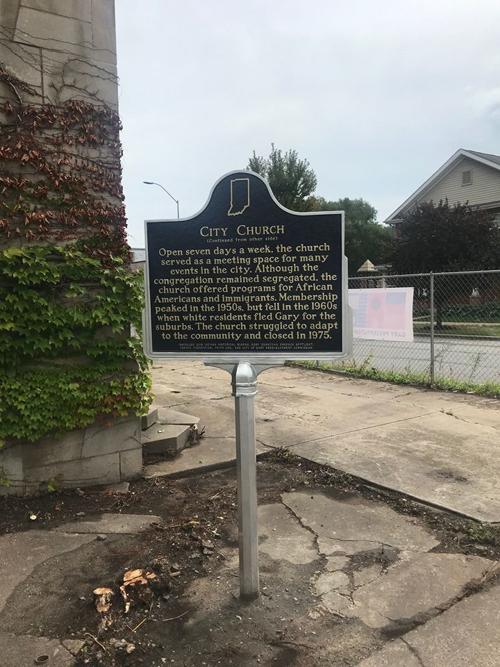 City Church
(Continued from other side)
Open seven days a week, the church
served as a meeting space for many
events in the city. Although the
congregation remained segregated, the
church offered programs for African
Americans and immigrants. Membership
peaked in the 1950s, but fell in the 1960s
when white residents fled Gary for the
suburbs. The church struggled to adapt
to the community and closed in 1975.